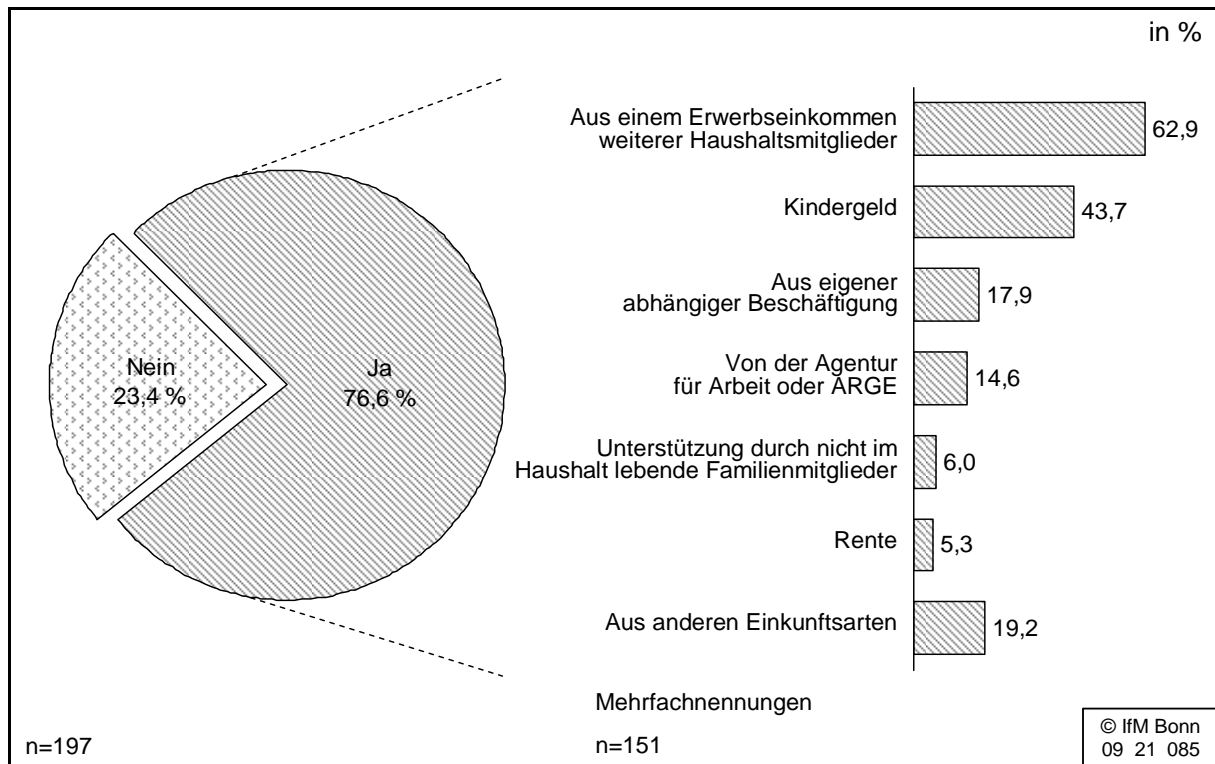 in %
Nein
23,4 %
Ja
76,6 %
Aus einem Erwerbseinkommen
weiterer Haushaltsmitglieder
62,9
Kindergeld
43,7
Aus eigener
abhängiger Beschäftigung
17,9
Von der Agentur
für Arbeit oder ARGE
14,6
Unterstützung durch nicht im
Haushalt lebende Familienmitglieder
6,0
Rente
5,3
Aus anderen Einkunftsarten
19,2
Mehrfachnennungen
n=197
n=151
© IfM Bonn
09 21 085